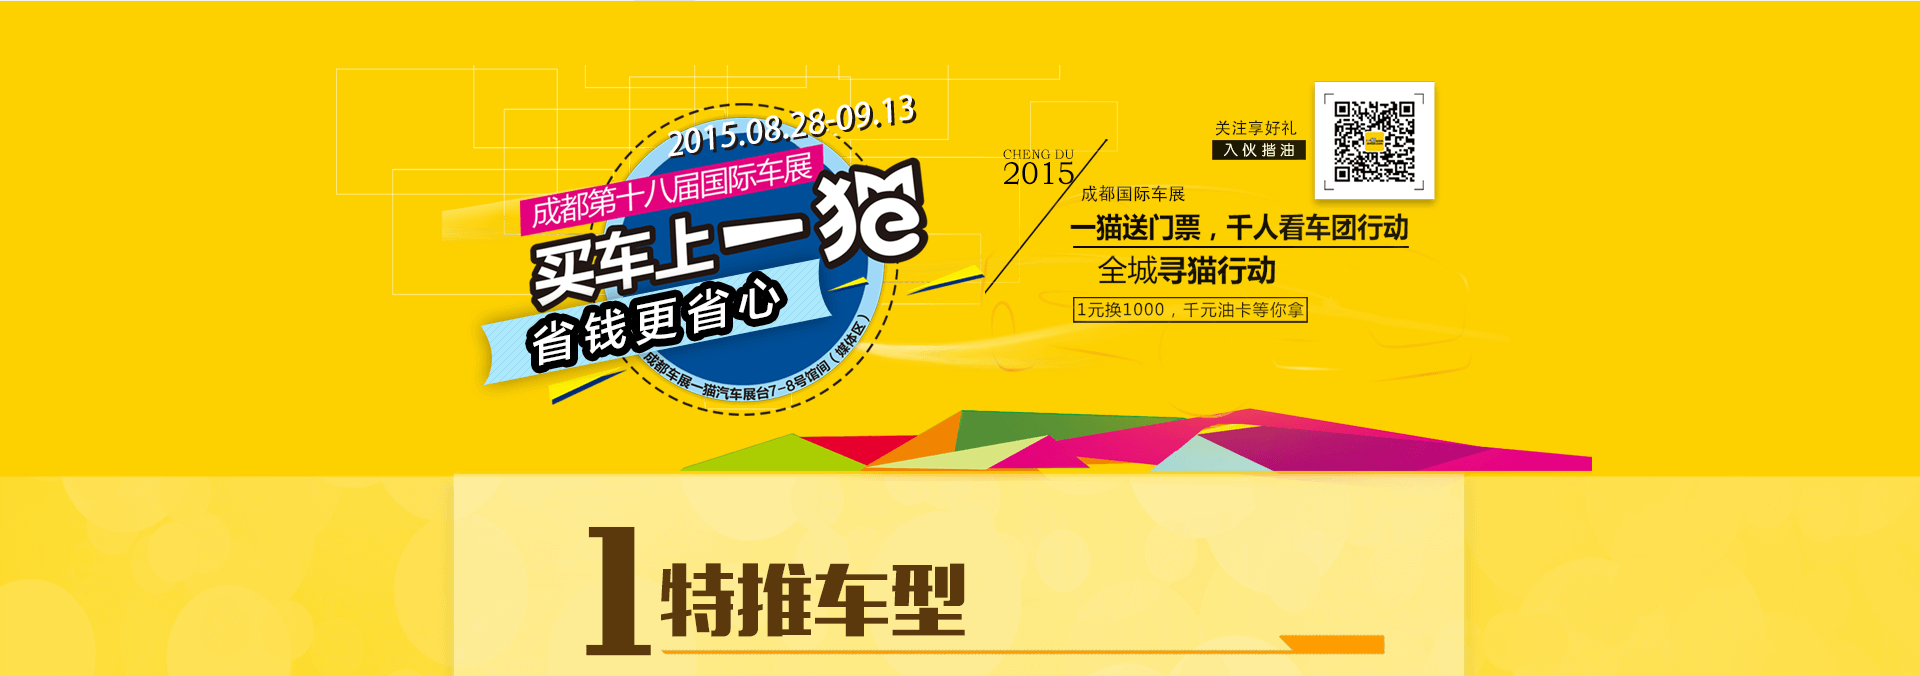 2015.08.28-09.13
成都第十八届国际车展
买车上一猫
省钱更省心
成都车展一猫汽车展台7-8号馆间（媒体区）
CHENG DU
2015
成都国际车展
一猫送门票，千人看车团行动
全城寻猫行动
1元换1000，千元油卡等你拿
关注享好礼
入伙揩油
1 特推车型